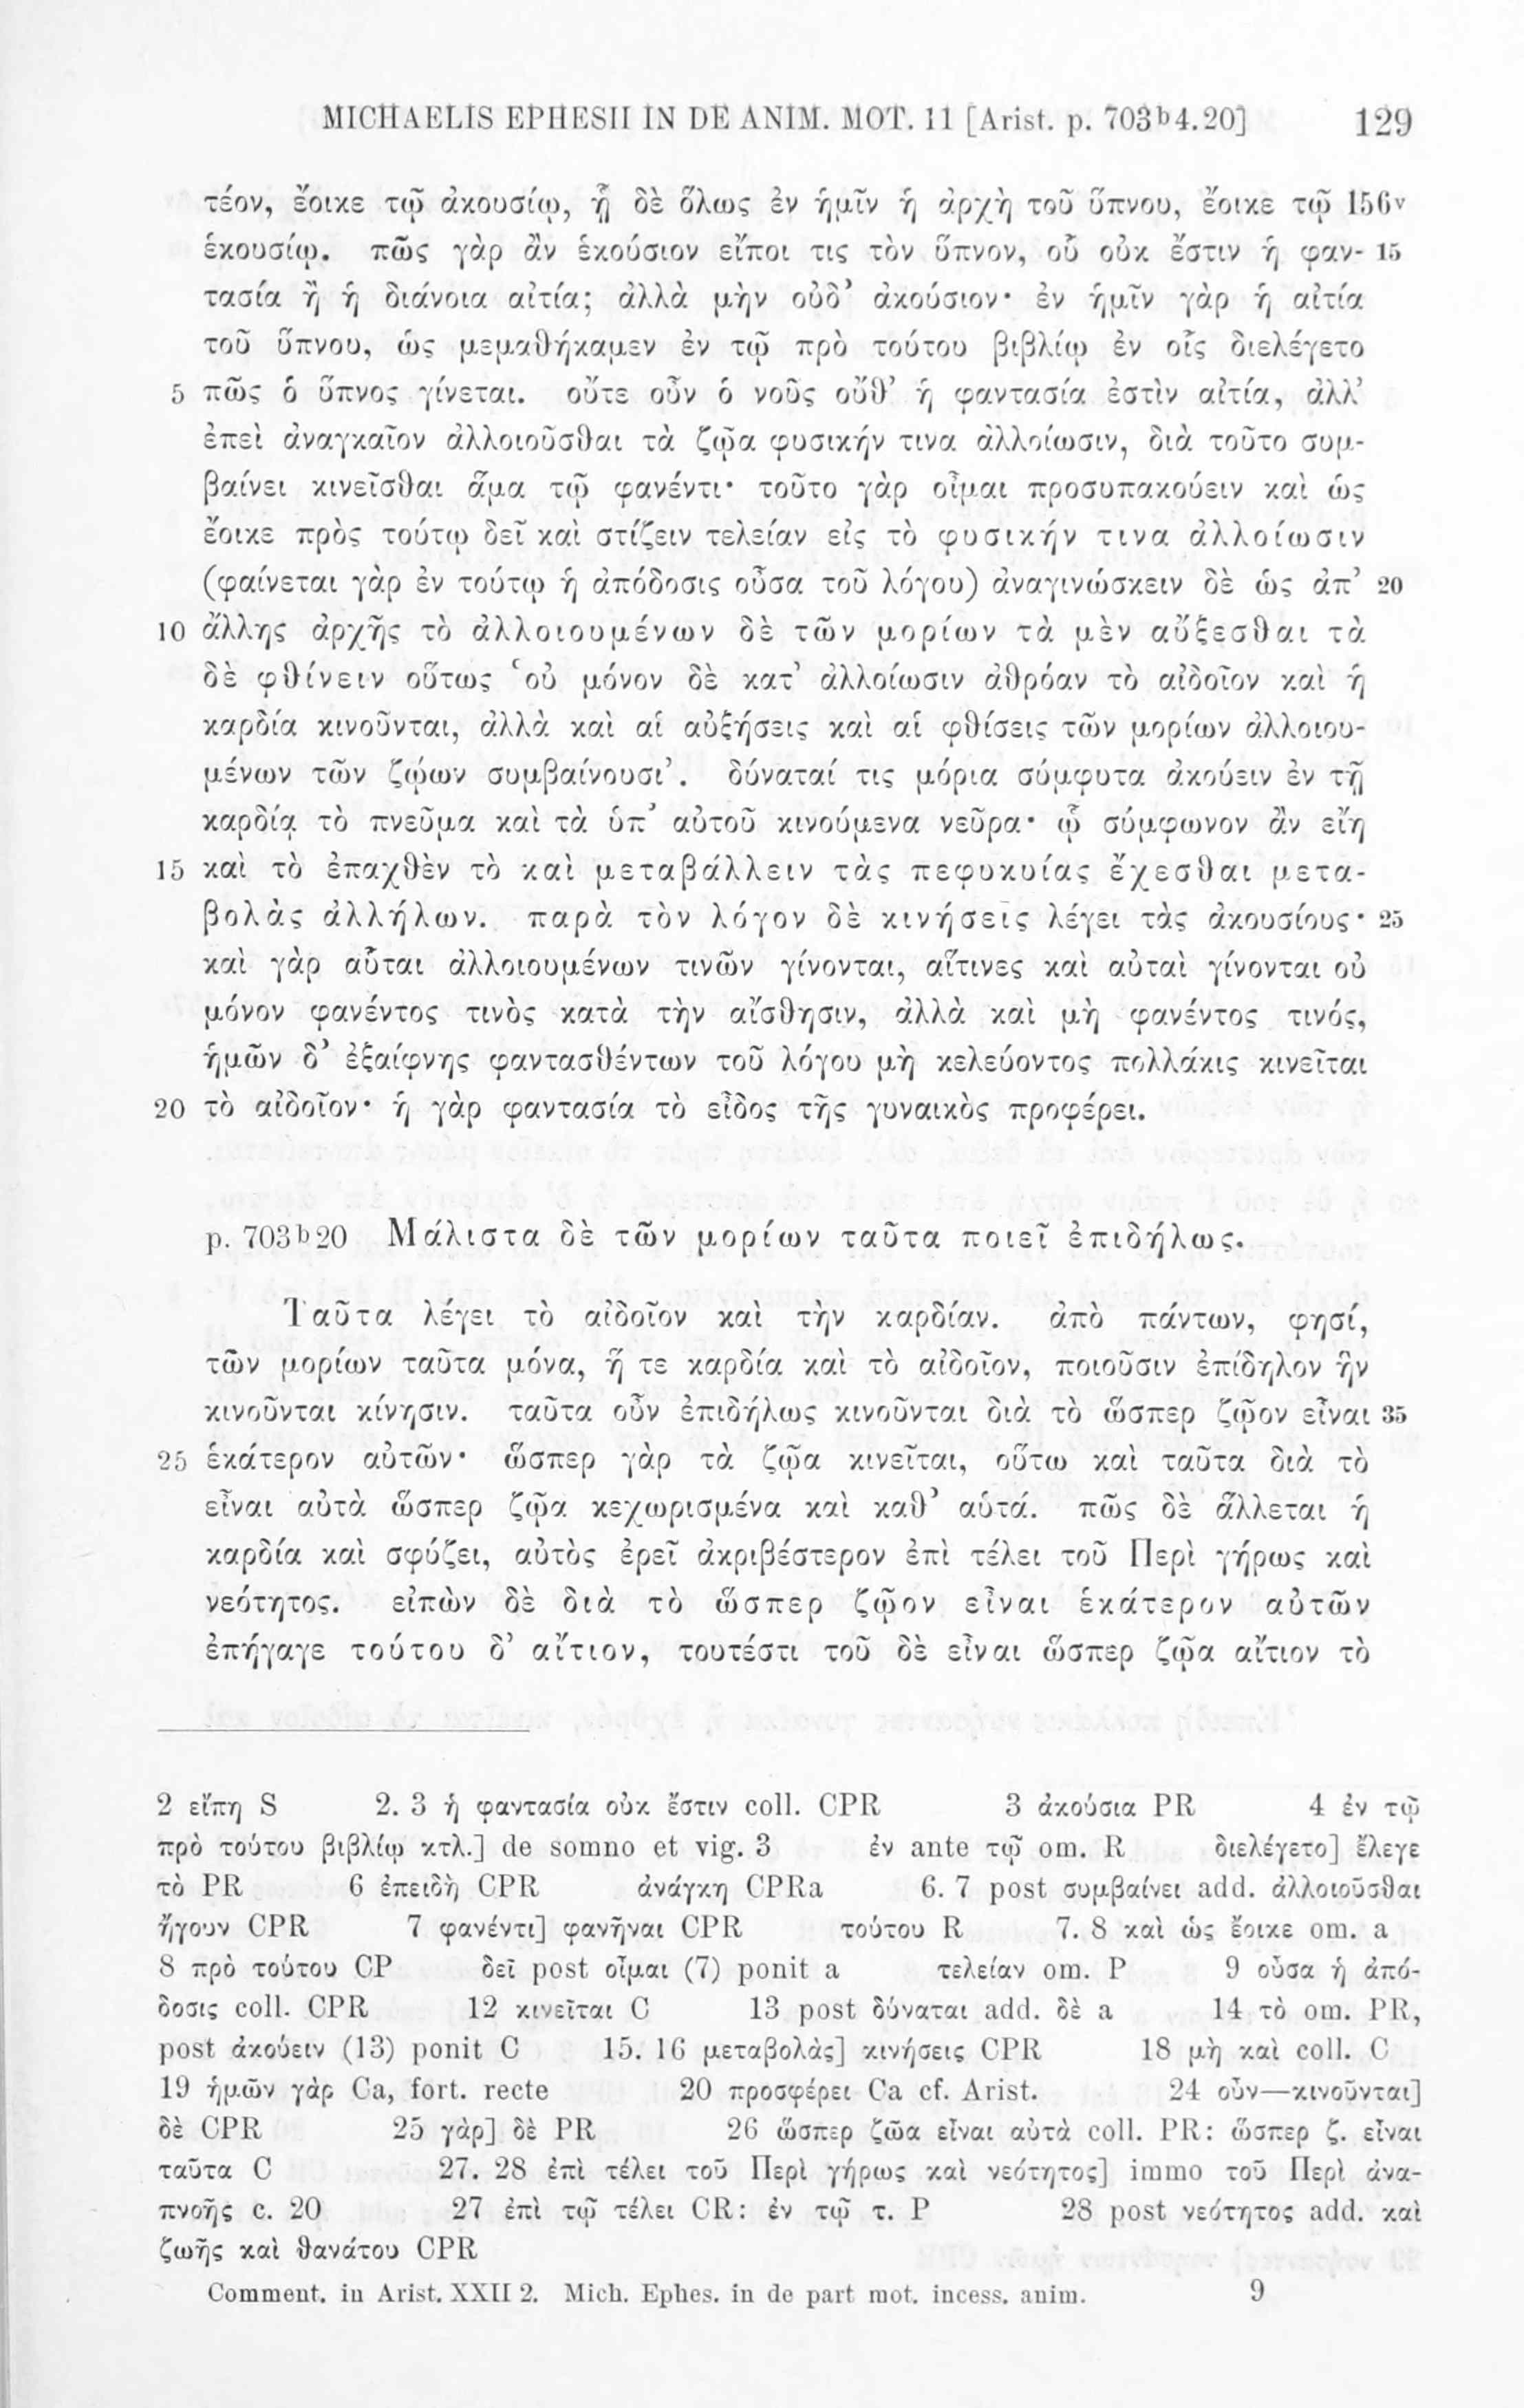 MICHAELIS EPHESII IN DE ANIM. MOT. 11 [Arist. p. 703ᵇ4.20] 129
τέον, ἔοικε τῷ ἀκουσίῳ, ᾗ δὲ ὅλως ἐν ἡμῖν ἡ ἀρχὴ τοῦ ὕπνου, ἔοικε τῷ 156ᵛ
ἑκουσίῳ. πῶς γὰρ ἂν ἑκούσιον εἴποι τις τὸν ὕπνον, οὗ οὐκ ἔστιν ἡ φαν- 15
τασία ἢ ἡ διάνοια αἰτία; ἀλλὰ μὴν οὐδ’ ἀκούσιον· ἐν ἡμῖν γὰρ ἡ αἰτία
τοῦ ὕπνου, ὡς μεμαθήκαμεν ἐν τῷ πρὸ τούτου βιβλίῳ ἐν οἷς διελέγετο
5 πῶς ὁ ὕπνος γίνεται. οὔτε οὖν ὁ νοῦς οὔθ’ ἡ φαντασία ἐστὶν αἰτία, ἀλλ’
ἐπεὶ ἀναγκαῖον ἀλλοιοῦσθαι τὰ ζῷα φυσικήν τινα ἀλλοίωσιν, διὰ τοῦτο συμ-
βαίνει κινεῖσθαι ἅμα τῷ φανέντι· τοῦτο γὰρ οἶμαι προσυπακούειν καὶ ὡς
ἔοικε πρὸς τούτῳ δεῖ καὶ στίζειν τελείαν εἰς τὸ φυσικήν τινα ἀλλοίωσιν
(φαίνεται γὰρ ἐν τούτῳ ἡ ἀπόδοσις οὖσα τοῦ λόγου) ἀναγινώσκειν δὲ ὡς ἀπ’ 20
10 ἄλλης ἀρχῆς τὸ ἀλλοιουμένων δὲ τῶν μορίων τὰ μὲν αὔξεσθαι τὰ
δὲ φθίνειν οὕτως ‘οὐ μόνον δὲ κατ’ ἀλλοίωσιν ἀθρόαν τὸ αἰδοῖον καὶ ἡ
καρδία κινοῦνται, ἀλλὰ καὶ αἱ αὐξήσεις καὶ αἱ φθίσεις τῶν μορίων ἀλλοιου-
μένων τῶν ζῴων συμβαίνουσι’. δύναταί τις μόρια σύμφυτα ἀκούειν ἐν τῇ
καρδίᾳ τὸ πνεῦμα καὶ τὰ ὑπ’ αὐτοῦ κινούμενα νεῦρα· ᾧ σύμφωνον ἂν εἴη
15 καὶ τὸ ἐπαχθὲν τὸ καὶ μεταβάλλειν τὰς πεφυκυίας ἔχεσθαι μετα-
βολὰς ἀλλήλων. παρὰ τὸν λόγον δὲ κινήσεις λέγει τὰς ἀκουσίους· 25
καὶ γὰρ αὗται ἀλλοιουμένων τινῶν γίνονται, αἵτινες καὶ αὐταὶ γίνονται οὐ
μόνον φανέντος τινὸς κατὰ τὴν αἴσθησιν, ἀλλὰ καὶ μὴ φανέντος τινός,
ἡμῶν δ’ ἐξαίφνης φαντασθέντων τοῦ λόγου μὴ κελεύοντος πολλάκις κινεῖται
20 τὸ αἰδοῖον· ἡ γὰρ φαντασία τὸ εἶδος τῆς γυναικὸς προφέρει.
p. 703ᵇ20 Μάλιστα δὲ τῶν μορίων ταῦτα ποιεῖ ἐπιδήλως.
Ταῦτα λέγει τὸ αἰδοῖον καὶ τὴν καρδίαν. ἀπὸ πάντων, φησί,
τῶν μορίων ταῦτα μόνα, ἥ τε καρδία καὶ τὸ αἰδοῖον, ποιοῦσιν ἐπίδηλον ἣν
κινοῦνται κίνησιν. ταῦτα οὖν ἐπιδήλως κινοῦνται διὰ τὸ ὥσπερ ζῷον εἶναι 35
25 ἑκάτερον αὐτῶν· ὥσπερ γὰρ τὰ ζῷα κινεῖται, οὕτω καὶ ταῦτα διὰ τὸ
εἶναι αὐτὰ ὥσπερ ζῷα κεχωρισμένα καὶ καθ’ αὑτά. πῶς δὲ ἅλλεται ἡ
καρδία καὶ σφύζει, αὐτὸς ἐρεῖ ἀκριβέστερον ἐπὶ τέλει τοῦ Περὶ γήρως καὶ
νεότητος. εἰπὼν δὲ διὰ τὸ ὥσπερ ζῷον εἶναι ἑκάτερον αὐτῶν
ἐπήγαγε τούτου δ’ αἴτιον, τουτέστι τοῦ δὲ εἶναι ὥσπερ ζῷα αἴτιον τὸ
2 εἴπη S 2. 3 ἡ φαντασία οὐκ ἔστιν coll. CPR 3 ἀκούσια PR 4 ἐν τῷ
πρὸ τούτου βιβλίῳ κτλ.] de somno et vig. 3 ἐν ante τῷ om. R διελέγετο] ἔλεγε
τὸ PR 6 ἐπειδὴ CPR ἀνάγκη CPRa 6. 7 post συμβαίνει add. ἀλλοιοῦσθαι
ἤγουν CPR 7 φανέντι] φανῆναι CPR τούτου R 7. 8 καὶ ὡς ἔοικε om. a
8 πρὸ τούτου CP δεῖ post οἶμαι (7) ponit a τελείαν om. P 9 οὖσα ἡ ἀπό-
δοσις coll. CPR 12 κινεῖται C 13 post δύναται add. δὲ a 14 τὸ om. PR,
post ἀκούειν (13) ponit C 15. 16 μεταβολὰς] κινήσεις CPR 18 μὴ καὶ coll. C
19 ἡμῶν γὰρ Ca, fort. recte 20 προσφέρει Ca cf. Arist. 24 οὖν—κινοῦνται]
δὲ CPR 25 γὰρ] δὲ PR 26 ὥσπερ ζῶα εἶναι αὐτὰ coll. PR: ὥσπερ ζ. εἶναι
ταῦτα C 27. 28 ἐπὶ τέλει τοῦ Περὶ γήρως καὶ νεότητος] immo τοῦ Περὶ ἀνα-
πνοῆς c. 20 27 ἐπὶ τῷ τέλει CR: ἐν τῷ τ. P 28 post νεότητος add. καὶ
ζωῆς καὶ θανάτου CPR
Comment. in Arist. XXII 2. Mich. Ephes. in de part mot. incess. anim. 9